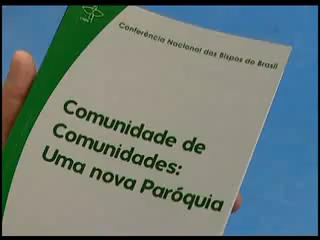 Conferência Nacional dos Bispos do Brasil
Comunidade de
Comunidades:
Uma nova Paróquia